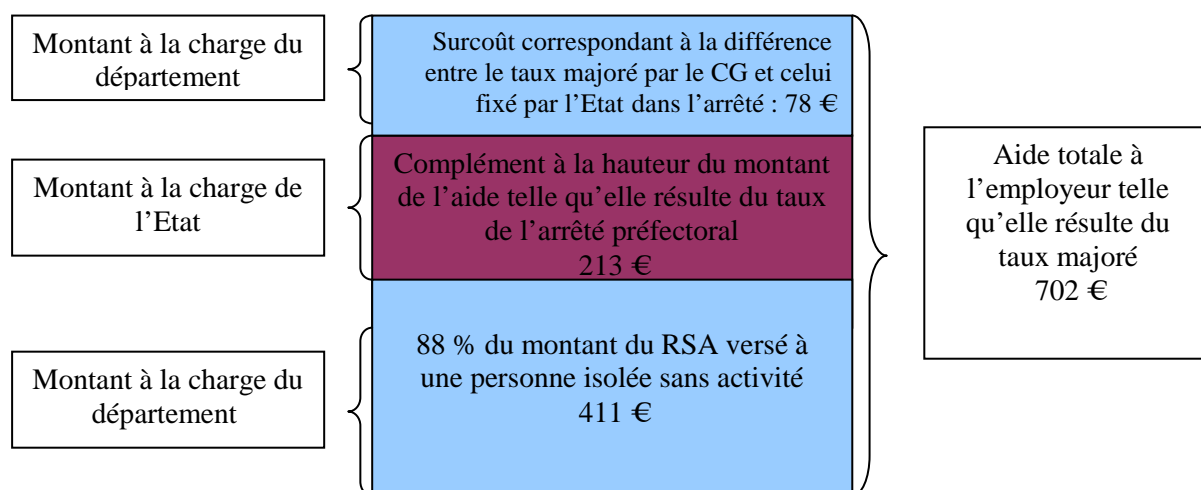 Montant à la charge du
département
Surcoût correspondant à la différence
entre le taux majoré par le CG et celui
fixé par l'Etat dans l'arrêté : 78 €
Montant à la charge de
l'Etat
Complément à la hauteur du montant
de l'aide telle qu'elle résulte du taux
de l'arrêté préfectoral
213 €
Aide totale à
l'employeur telle
qu'elle résulte du
taux majoré
702 €
Montant à la charge du
département
88 % du montant du RSA versé à
une personne isolée sans activité
411 €